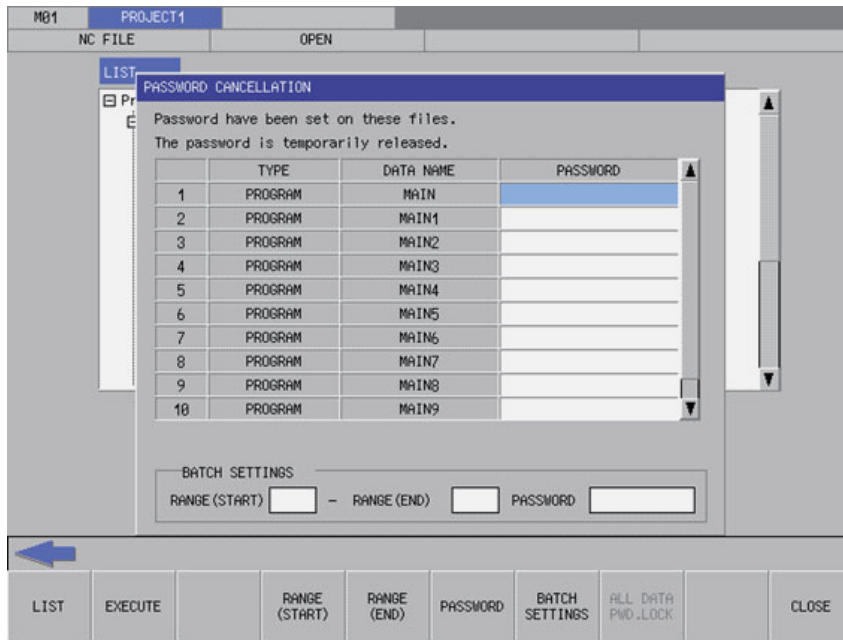 M01 PROJECT1
NC FILE OPEN
LIST
Pr
PASSWORD CANCELLATION
Password have been set on these files.
The password is temporarily released.
TYPE DATA NAME PASSWORD
1 PROGRAM MAIN
2 PROGRAM MAIN1
3 PROGRAM MAIN2
4 PROGRAM MAIN3
5 PROGRAM MAIN4
6 PROGRAM MAIN5
7 PROGRAM MAIN6
8 PROGRAM MAIN7
9 PROGRAM MAIN8
10 PROGRAM MAIN9
BATCH SETTINGS
RANGE(START) - RANGE(END) PASSWORD
LIST EXECUTE RANGE (START) RANGE (END) PASSWORD BATCH SETTINGS ALL DATA PWD.LOCK CLOSE